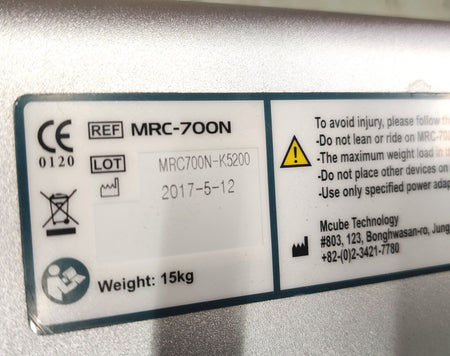 CE
0120
REF MRC-700N
LOT MRC700N-K5200
2017-5-12
Weight: 15kg
To avoid injury, please follow the
-Do not lean or ride on MRC-70
-The maximum weight load in th
-Do not place other devices on
-Use only specified power adap
Mcube Technology
#803, 123, Bonghwasan-ro, Jung
+82-(0)2-3421-7780